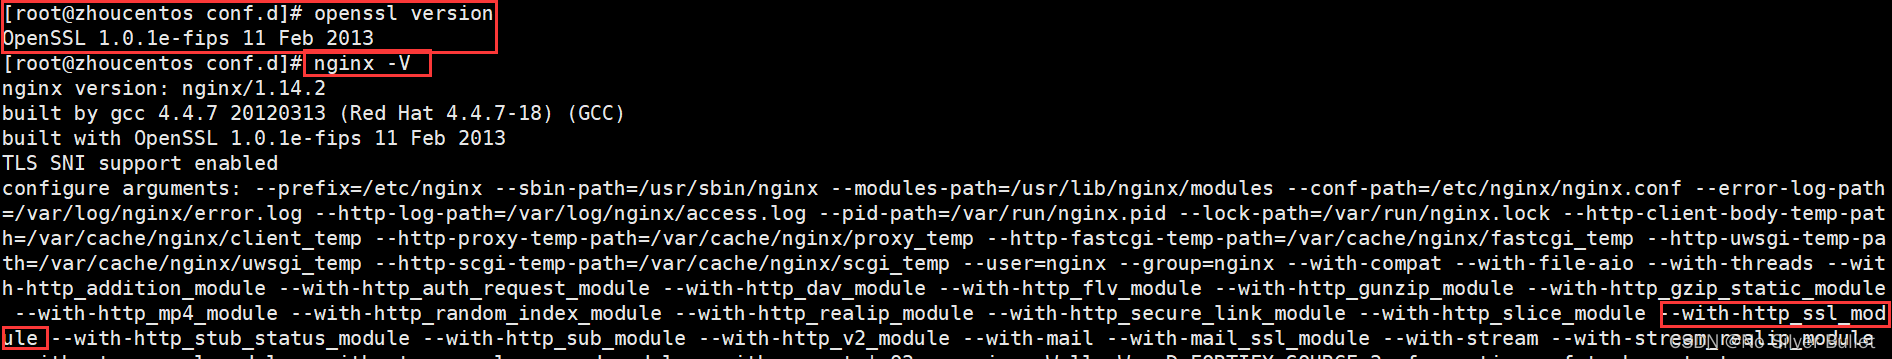 [root@zhoucentos conf.d]# openssl version
OpenSSL 1.0.1e-fips 11 Feb 2013
[root@zhoucentos conf.d]# nginx -V
nginx version: nginx/1.14.2
built by gcc 4.4.7 20120313 (Red Hat 4.4.7-18) (GCC)
built with OpenSSL 1.0.1e-fips 11 Feb 2013
TLS SNI support enabled
configure arguments: --prefix=/etc/nginx --sbin-path=/usr/sbin/nginx --modules-path=/usr/lib/nginx/modules --conf-path=/etc/nginx/nginx.conf --error-log-path
=/var/log/nginx/error.log --http-log-path=/var/log/nginx/access.log --pid-path=/var/run/nginx.pid --lock-path=/var/run/nginx.lock --http-client-body-temp-pat
h=/var/cache/nginx/client_temp --http-proxy-temp-path=/var/cache/nginx/proxy_temp --http-fastcgi-temp-path=/var/cache/nginx/fastcgi_temp --http-uwsgi-temp-pa
th=/var/cache/nginx/uwsgi_temp --http-scgi-temp-path=/var/cache/nginx/scgi_temp --user=nginx --group=nginx --with-compat --with-file-aio --with-threads --wit
h-http_addition_module --with-http_auth_request_module --with-http_dav_module --with-http_flv_module --with-http_gunzip_module --with-http_gzip_static_module
--with-http_mp4_module --with-http_random_index_module --with-http_realip_module --with-http_secure_link_module --with-http_slice_module --with-http_ssl_mod
ule --with-http_stub_status_module --with-http_sub_module --with-http_v2_module --with-mail --with-mail_ssl_module --with-stream --with-stream_realip_module
CSDN @No Silver Bullet